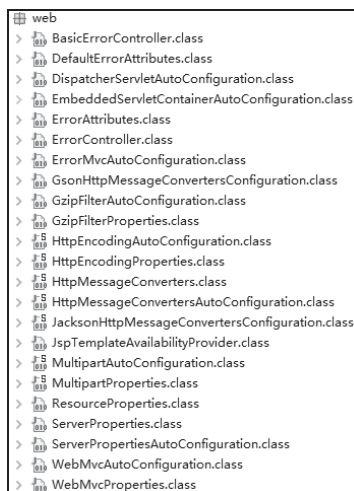 web
BasicErrorController.class
DefaultErrorAttributes.class
DispatcherServletAutoConfiguration.class
EmbeddedServletContainerAutoConfiguration.class
ErrorAttributes.class
ErrorController.class
ErrorMvcAutoConfiguration.class
GsonHttpMessageConvertersConfiguration.class
GzipFilterAutoConfiguration.class
GzipFilterProperties.class
HttpEncodingAutoConfiguration.class
HttpEncodingProperties.class
HttpMessageConverters.class
HttpMessageConvertersAutoConfiguration.class
JacksonHttpMessageConvertersConfiguration.class
JspTemplateAvailabilityProvider.class
MultipartAutoConfiguration.class
MultipartProperties.class
ResourceProperties.class
ServerProperties.class
ServerPropertiesAutoConfiguration.class
WebMvcAutoConfiguration.class
WebMvcProperties.class